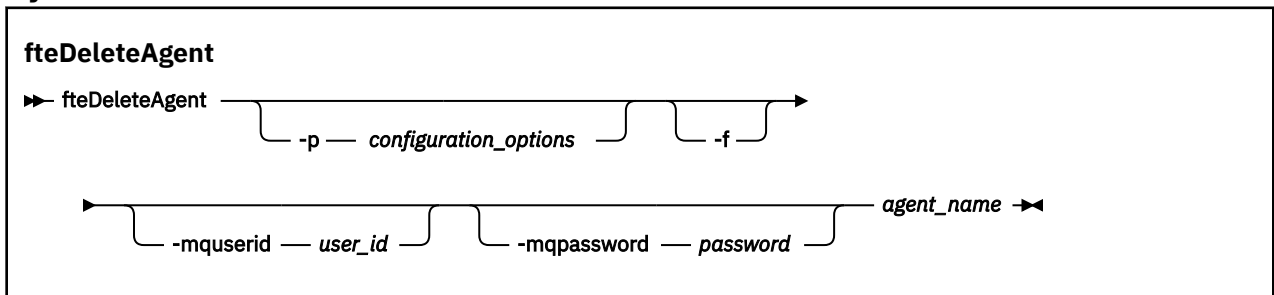 fteDeleteAgent
fteDeleteAgent
-p configuration_options -f
agent_name
-mquserid user_id -mqpassword password